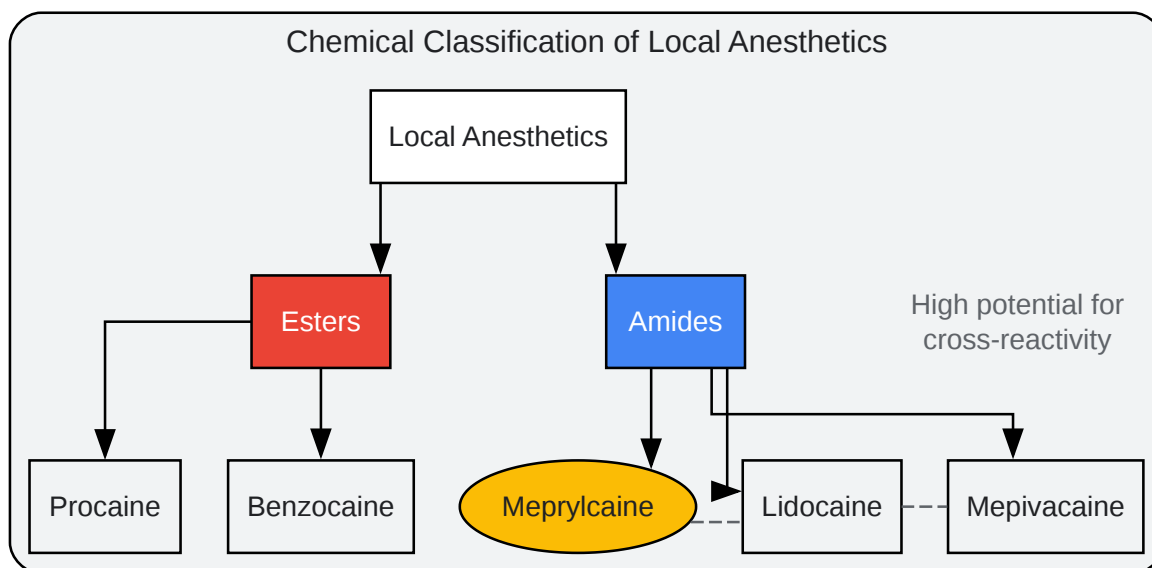 Chemical Classification of Local Anesthetics
Local Anesthetics
Esters
Amides
High potential for
cross-reactivity
Procaine
Benzocaine
Meprylcaine
Lidocaine
Mepivacaine